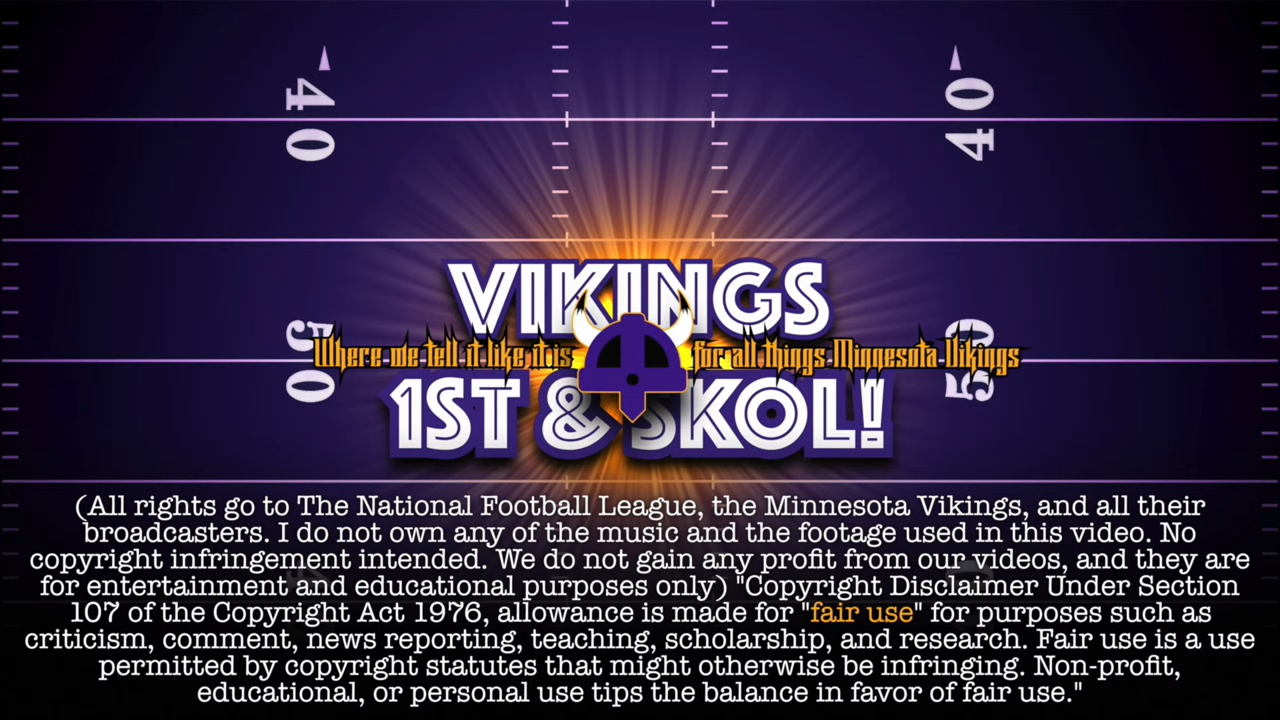 40
40
VIKINGS
50
Where we tell it like it is for all things Minnesota Vikings
50
1ST & SKOL!
(All rights go to The National Football League, the Minnesota Vikings, and all their
broadcasters. I do not own any of the music and the footage used in this video. No
copyright infringement intended. We do not gain any profit from our videos, and they are
for entertainment and educational purposes only) "Copyright Disclaimer Under Section
107 of the Copyright Act 1976, allowance is made for "fair use" for purposes such as
criticism, comment, news reporting, teaching, scholarship, and research. Fair use is a use
permitted by copyright statutes that might otherwise be infringing. Non-profit,
educational, or personal use tips the balance in favor of fair use."